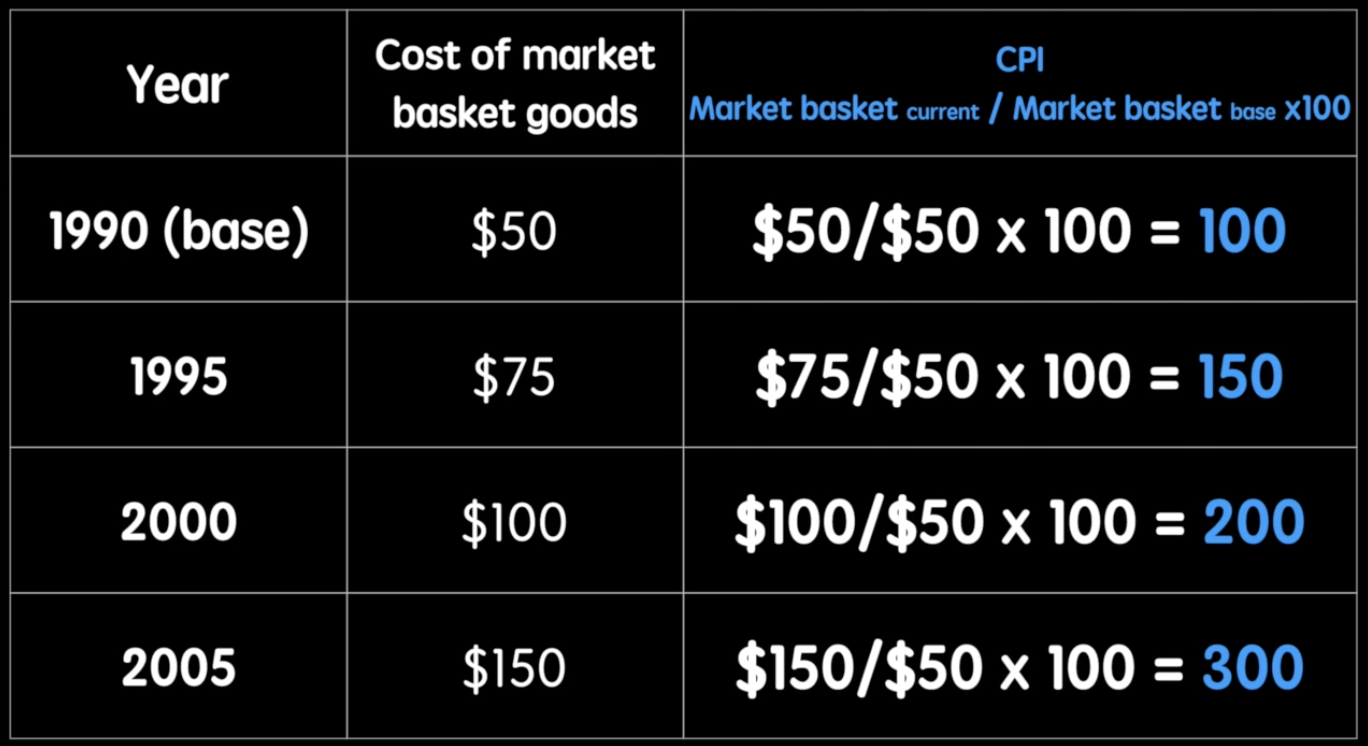 Year
Cost of market
basket goods
CPI
Market basket current / Market basket base x100
1990 (base)
$50
$50/$50 x 100 = 100
1995
$75
$75/$50 x 100 = 150
2000
$100
$100/$50 x 100 = 200
2005
$150
$150/$50 x 100 = 300